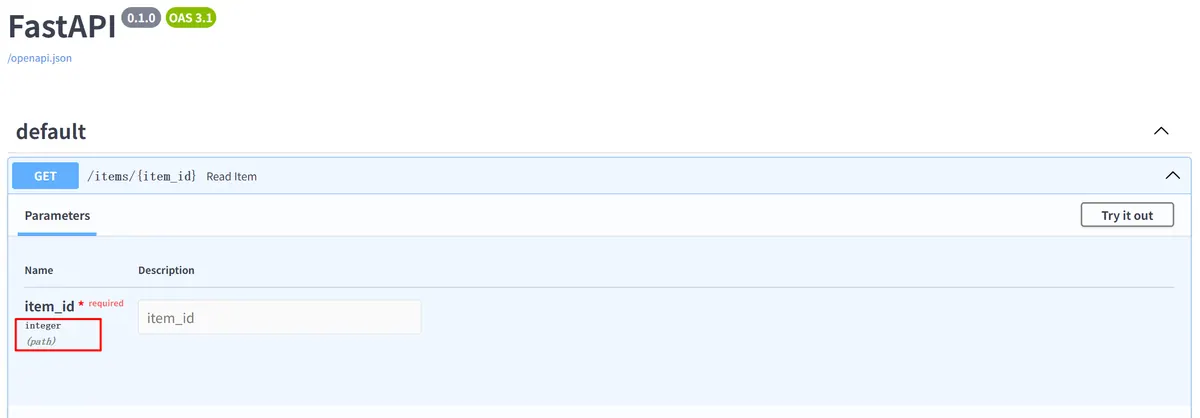 FastAPI 0.1.0 OAS 3.1
/openapi.json
default
GET /items/{item_id} Read Item
Parameters Try it out
Name Description
item_id * required item_id
integer
(path)